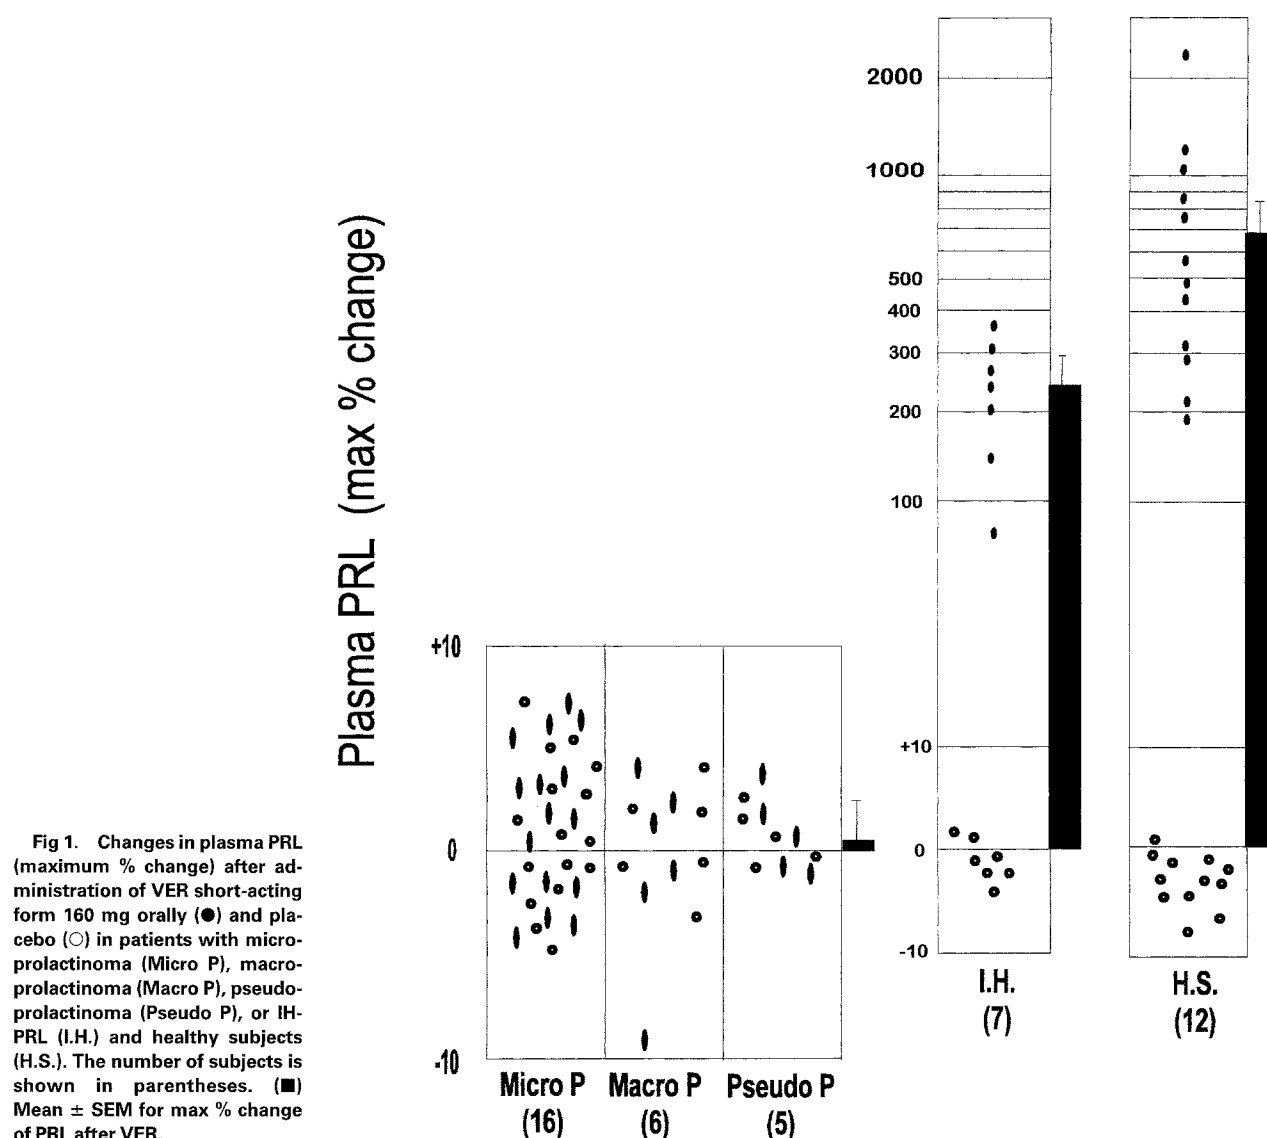 2000
1000
500
400
300
200
100
+10
0
-10
I.H.
(7)
H.S.
(12)
Plasma PRL (max % change)
+10
0
-10
Micro P
(16)
Macro P
(6)
Pseudo P
(5)
Fig 1. Changes in plasma PRL
(maximum % change) after ad-
ministration of VER short-acting
form 160 mg orally (●) and pla-
cebo (○) in patients with micro-
prolactinoma (Micro P), macro-
prolactinoma (Macro P), pseudo-
prolactinoma (Pseudo P), or IH-
PRL (I.H.) and healthy subjects
(H.S.). The number of subjects is
shown in parentheses. (■)
Mean ± SEM for max % change
of PRL after VER.